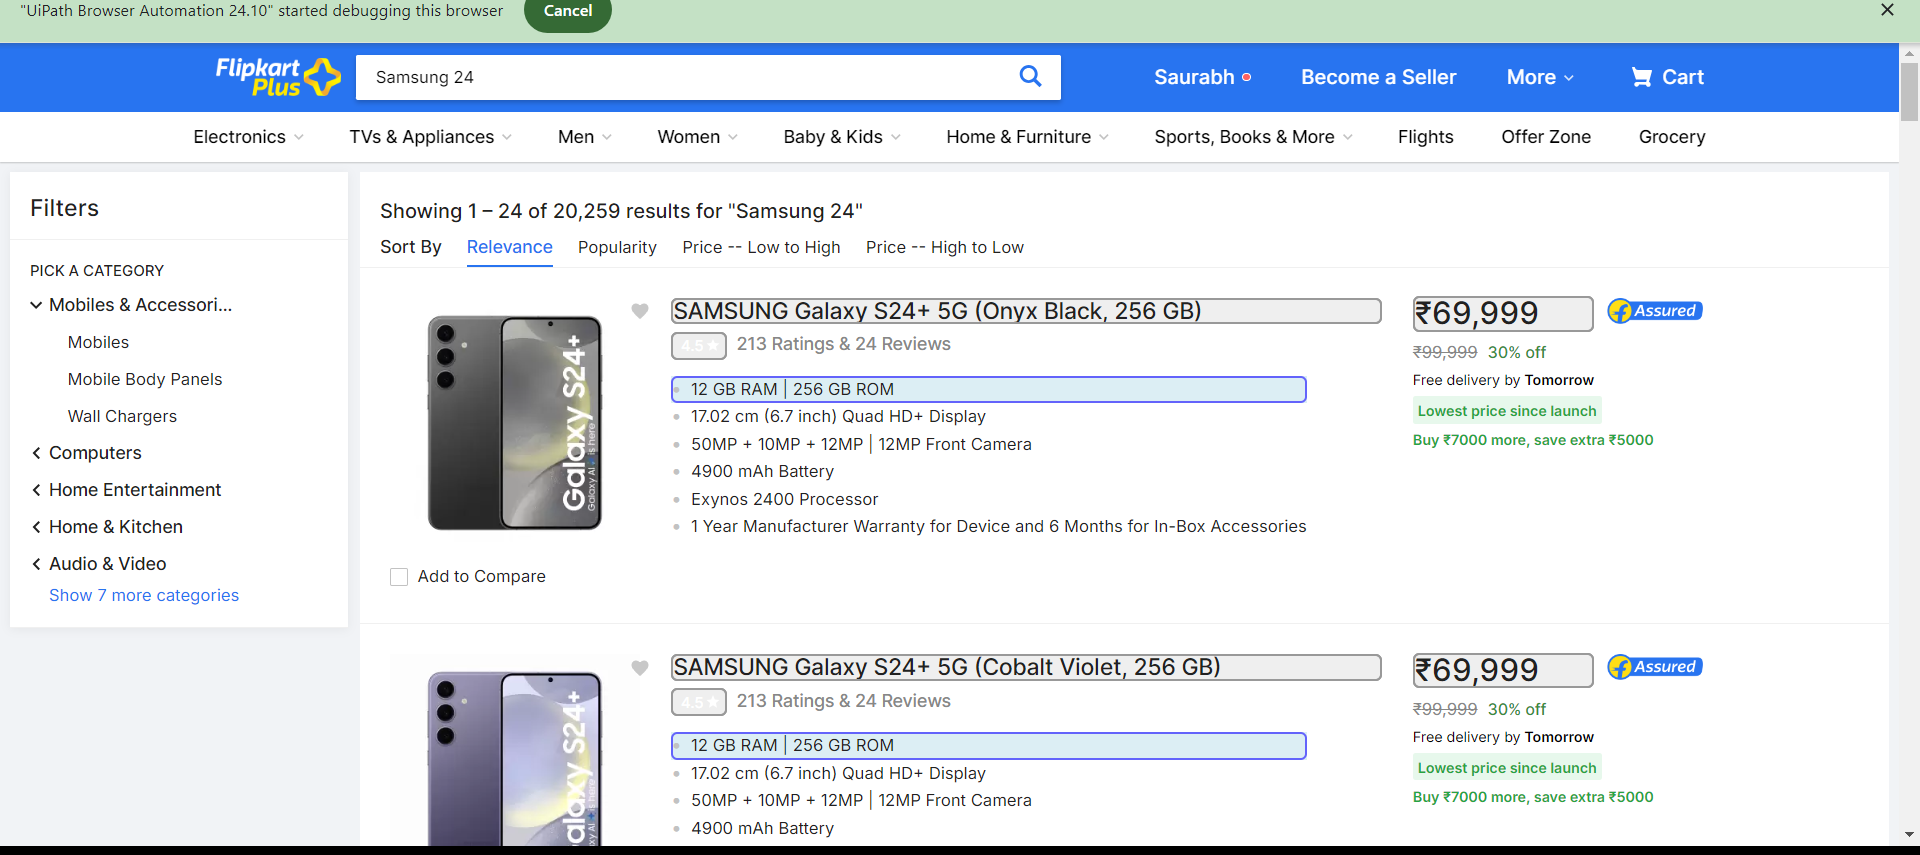 "UiPath Browser Automation 24.10" started debugging this browser Cancel
Flipkart Plus Samsung 24 Saurabh Become a Seller More Cart
Electronics TVs & Appliances Men Women Baby & Kids Home & Furniture Sports, Books & More Flights Offer Zone Grocery
Filters
PICK A CATEGORY
Mobiles & Accessori...
Mobiles
Mobile Body Panels
Wall Chargers
Computers
Home Entertainment
Home & Kitchen
Audio & Video
Show 7 more categories
Showing 1 – 24 of 20,259 results for "Samsung 24"
Sort By Relevance Popularity Price -- Low to High Price -- High to Low
Galaxy S24+
Galaxy AI is here
Add to Compare
SAMSUNG Galaxy S24+ 5G (Onyx Black, 256 GB)
4.5 213 Ratings & 24 Reviews
12 GB RAM | 256 GB ROM
17.02 cm (6.7 inch) Quad HD+ Display
50MP + 10MP + 12MP | 12MP Front Camera
4900 mAh Battery
Exynos 2400 Processor
1 Year Manufacturer Warranty for Device and 6 Months for In-Box Accessories
₹69,999 Assured
₹99,999 30% off
Free delivery by Tomorrow
Lowest price since launch
Buy ₹7000 more, save extra ₹5000
alaxy S24+
xy AI is here
SAMSUNG Galaxy S24+ 5G (Cobalt Violet, 256 GB)
4.5 213 Ratings & 24 Reviews
12 GB RAM | 256 GB ROM
17.02 cm (6.7 inch) Quad HD+ Display
50MP + 10MP + 12MP | 12MP Front Camera
4900 mAh Battery
₹69,999 Assured
₹99,999 30% off
Free delivery by Tomorrow
Lowest price since launch
Buy ₹7000 more, save extra ₹5000